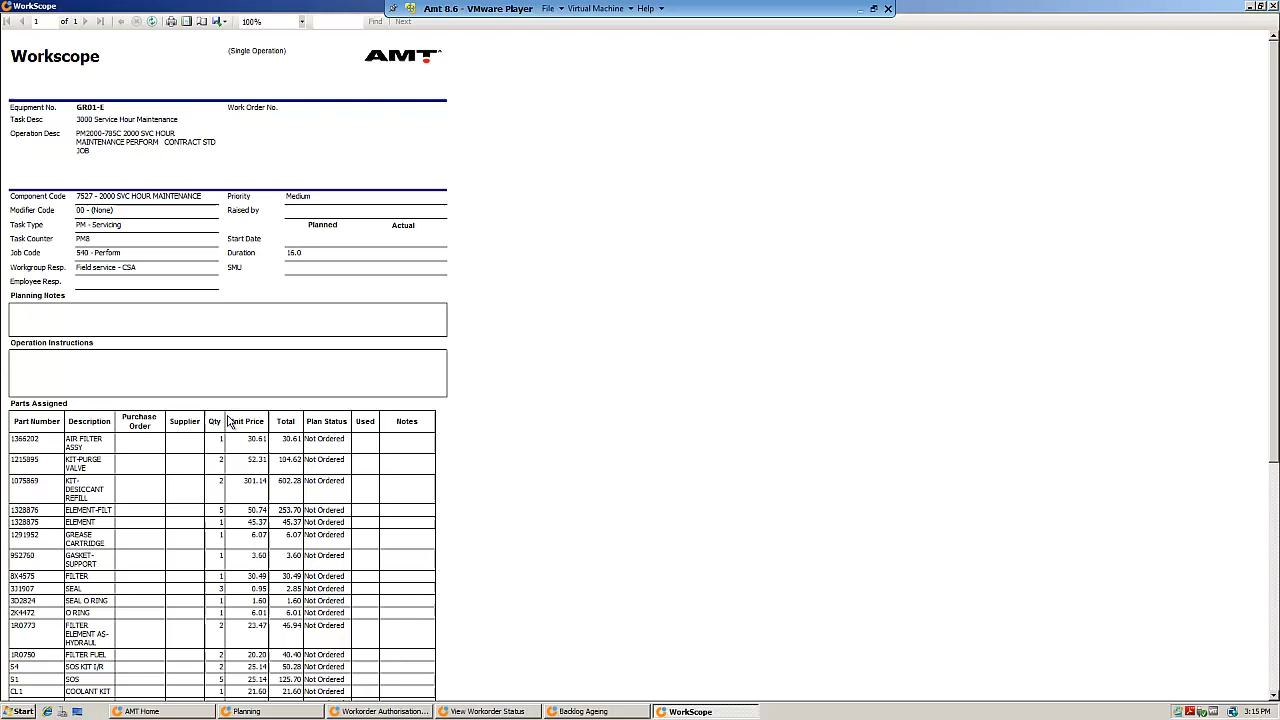 WorkScope
Amt 8.6 - VMware Player File Virtual Machine Help
1 of 1 100% Find Next
Workscope
(Single Operation)
AMT
Equipment No. GR01-E Work Order No.
Task Desc 3000 Service Hour Maintenance
Operation Desc PM2000-785C 2000 SVC HOUR
MAINTENANCE PERFORM CONTRACT STD
JOB
Component Code 7527 - 2000 SVC HOUR MAINTENANCE Priority Medium
Modifier Code 00 - (None) Raised by
Task Type PM - Servicing Planned Actual
Task Counter PM8 Start Date
Job Code 540 - Perform Duration 16.0
Workgroup Resp. Field service - CSA SMU
Employee Resp.
Planning Notes
Operation Instructions
Parts Assigned
Part Number Description Purchase Order Supplier Qty Unit Price Total Plan Status Used Notes
1366202 AIR FILTER ASSY 1 30.61 30.61 Not Ordered
1215895 KIT-PURGE VALVE 2 52.31 104.62 Not Ordered
1075869 KIT-DESICCANT REFILL 2 301.14 602.28 Not Ordered
1328876 ELEMENT-FILT 5 50.74 253.70 Not Ordered
1328875 ELEMENT 1 45.37 45.37 Not Ordered
1291952 GREASE CARTRIDGE 1 6.07 6.07 Not Ordered
9S2760 GASKET-SUPPORT 1 3.60 3.60 Not Ordered
8X4575 FILTER 1 30.49 30.49 Not Ordered
3J1907 SEAL 3 0.95 2.85 Not Ordered
3D2824 SEAL O RING 1 1.60 1.60 Not Ordered
2K4472 O RING 1 6.01 6.01 Not Ordered
1R0773 FILTER ELEMENT AS-HYDRAUL 2 23.47 46.94 Not Ordered
1R0750 FILTER FUEL 2 20.20 40.40 Not Ordered
S4 SOS KIT I/R 2 25.14 50.28 Not Ordered
S1 SOS 5 25.14 125.70 Not Ordered
CL1 COOLANT KIT 1 21.60 21.60 Not Ordered
Start AMT Home Planning Workorder Authorisation... View Workorder Status Backlog Ageing WorkScope 3:15 PM